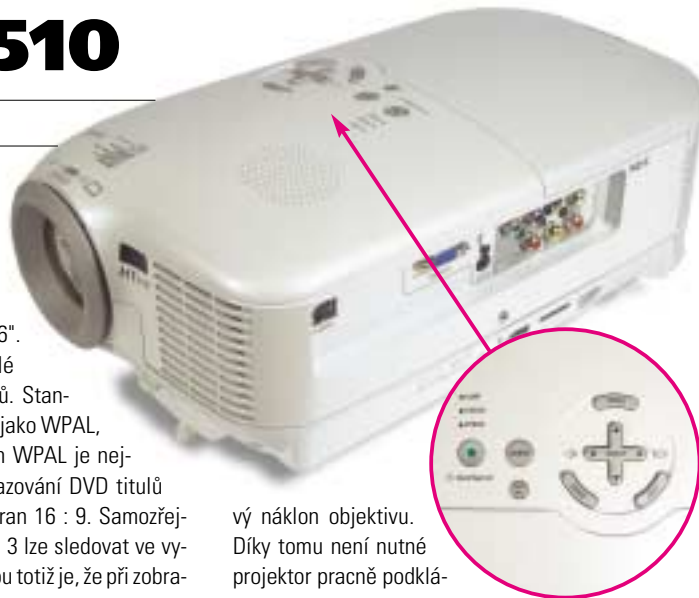 510
6".
lé
ů. Stan-
jako WPAL,
n WPAL je nej-
azování DVD titulů
ran 16 : 9. Samozřej-
3 lze sledovat ve vy-
ou totiž je, že při zobra-
vý náklon objektivu.
Díky tomu není nutné
projektor pracně podklá-